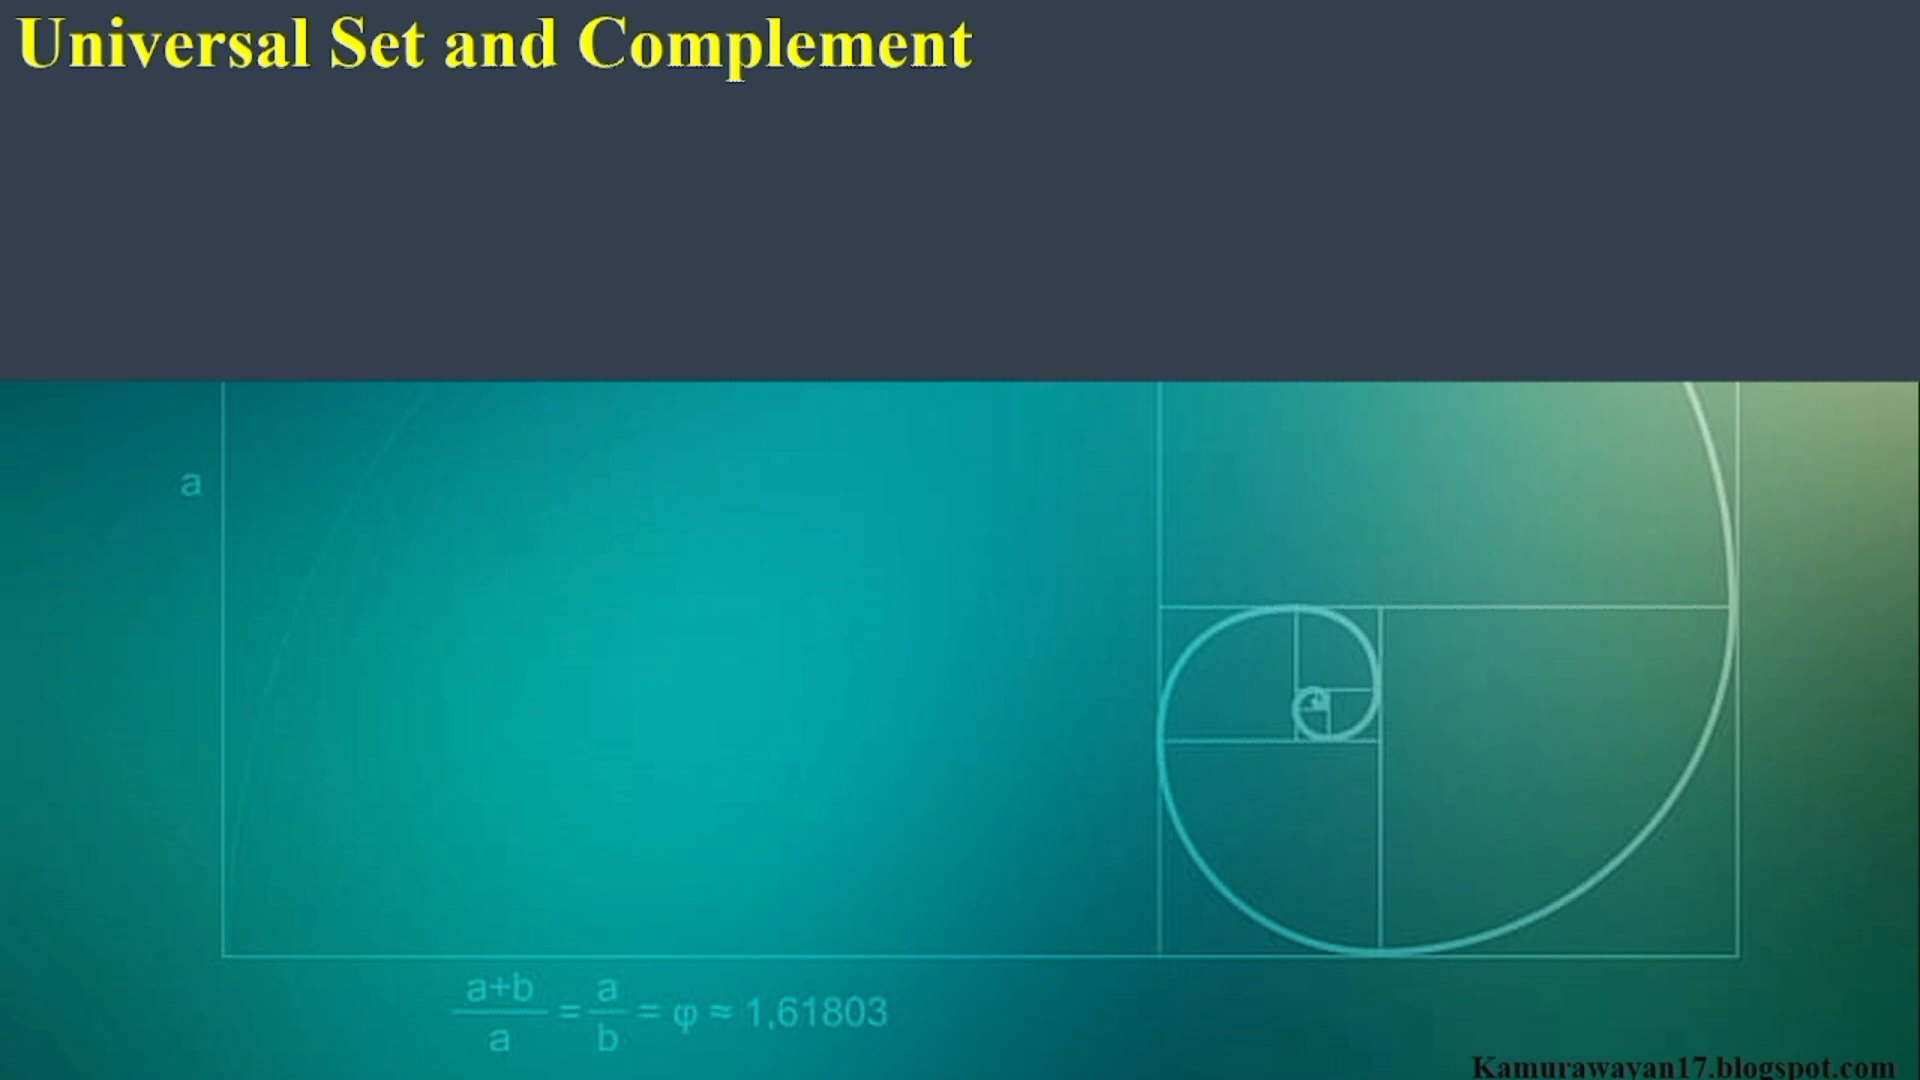 Universal Set and Complement
a
a+b
a
=
a
b
= φ ≈ 1,61803
Kamurawayan17.blogspot.com